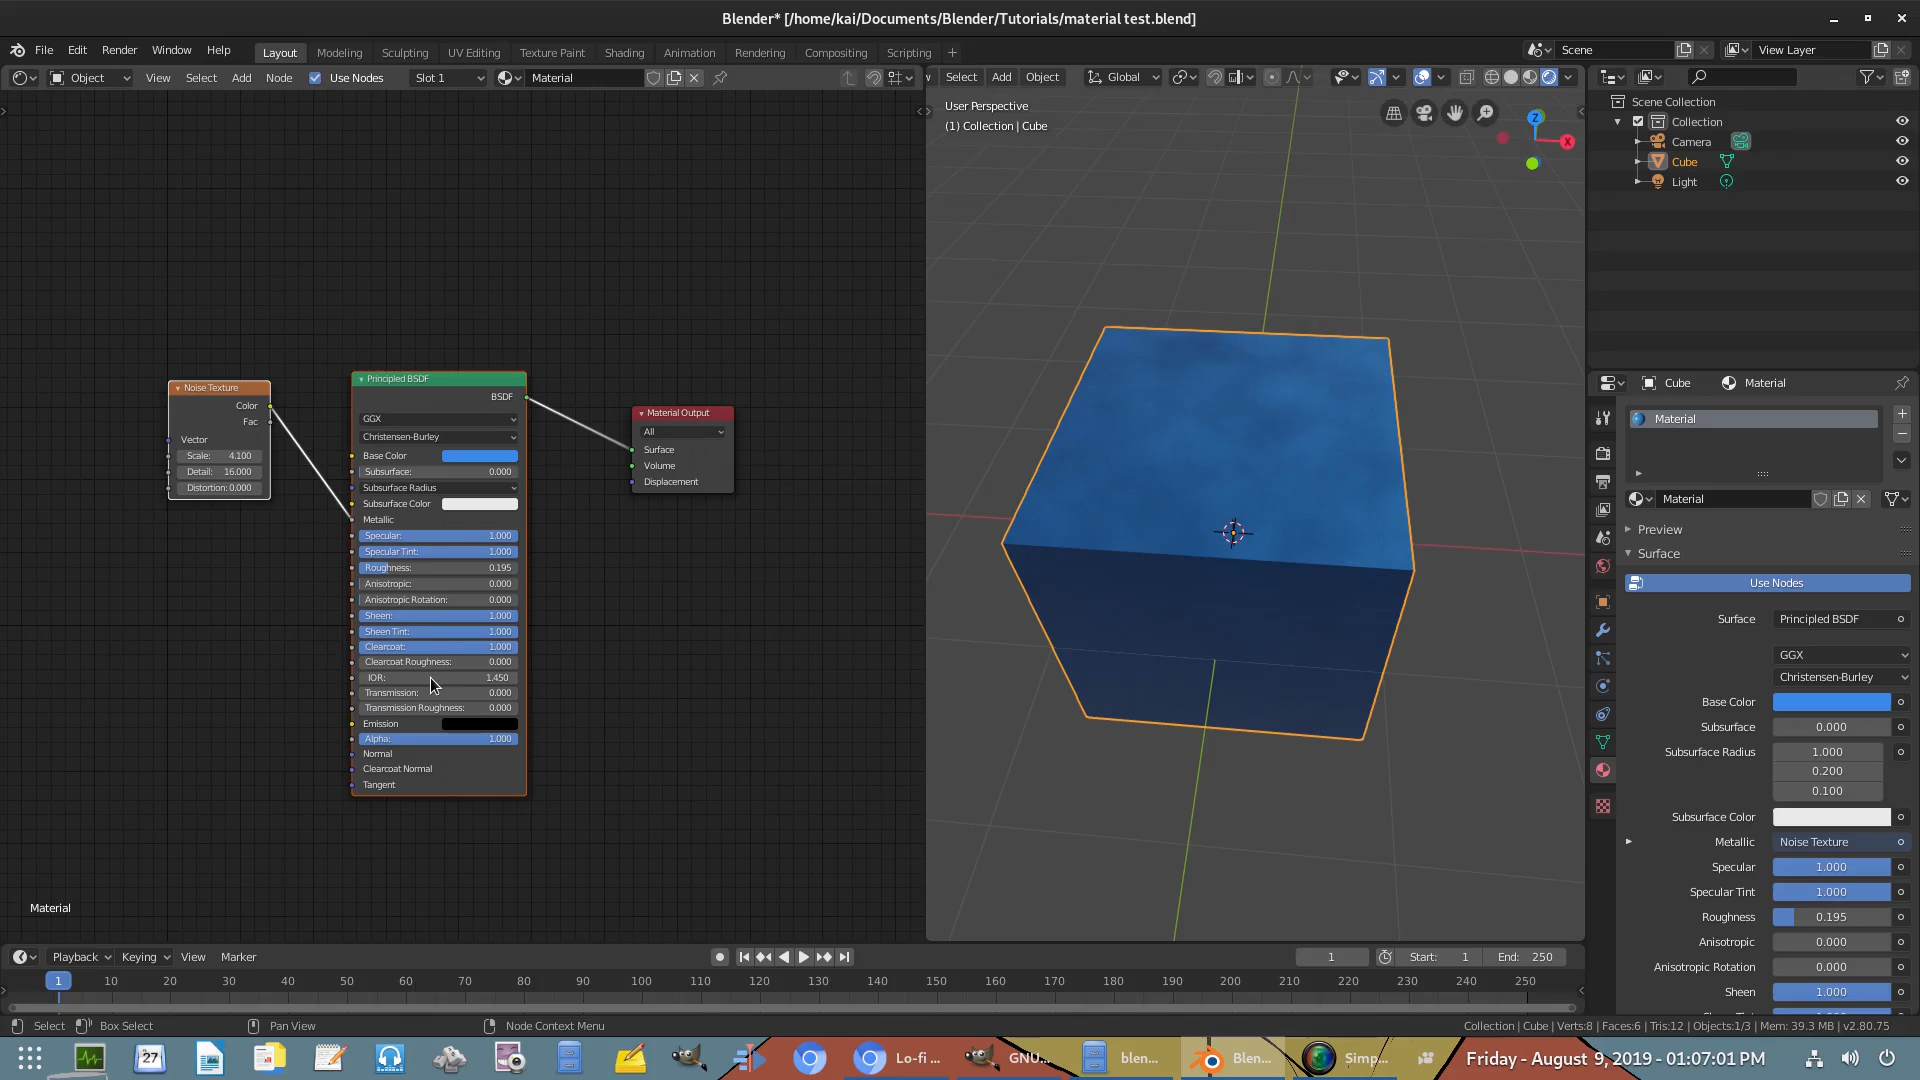 Blender* [/home/kai/Documents/Blender/Tutorials/material test.blend]
File Edit Render Window Help Layout Modeling Sculpting UV Editing Texture Paint Shading Animation Rendering Compositing Scripting + Scene View Layer
Object View Select Add Node Use Nodes Slot 1 Material
Select Add Object Global
User Perspective
(1) Collection | Cube
Z
X
Scene Collection
Collection
Camera
Cube
Light
Noise Texture
Color
Fac
Vector
Scale: 4.100
Detail: 16.000
Distortion: 0.000
Principled BSDF
BSDF
GGX
Christensen-Burley
Base Color
Subsurface: 0.000
Subsurface Radius
Subsurface Color
Metallic
Specular: 1.000
Specular Tint: 1.000
Roughness: 0.195
Anisotropic: 0.000
Anisotropic Rotation: 0.000
Sheen: 1.000
Sheen Tint: 1.000
Clearcoat: 1.000
Clearcoat Roughness: 0.000
IOR: 1.450
Transmission: 0.000
Transmission Roughness: 0.000
Emission
Alpha: 1.000
Normal
Clearcoat Normal
Tangent
Material Output
All
Surface
Volume
Displacement
Material
Cube Material
Material
Material
Preview
Surface
Use Nodes
Surface Principled BSDF
GGX
Christensen-Burley
Base Color
Subsurface 0.000
Subsurface Radius 1.000
0.200
0.100
Subsurface Color
Metallic Noise Texture
Specular 1.000
Specular Tint 1.000
Roughness 0.195
Anisotropic 0.000
Anisotropic Rotation 0.000
Sheen 1.000
Playback Keying View Marker 1 Start: 1 End: 250
1 10 20 30 40 50 60 70 80 90 100 110 120 130 140 150 160 170 180 190 200 210 220 230 240 250
Select Box Select Pan View Node Context Menu Collection | Cube | Verts:8 | Faces:6 | Tris:12 | Objects:1/3 | Mem: 39.3 MB | v2.80.75
27 Lo-fi ... GNU... blen... Blen... Simp... Friday - August 9, 2019 - 01:07:01 PM